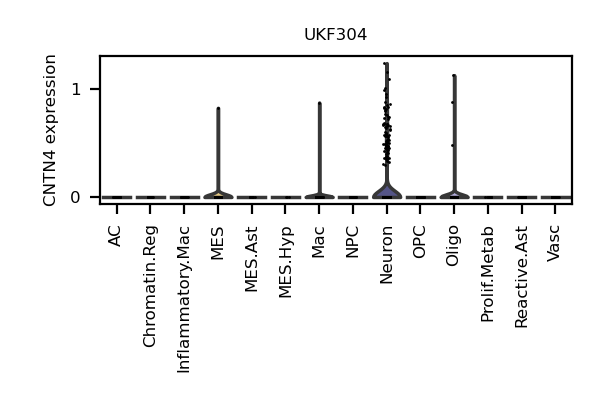 UKF304
CNTN4 expression
1
0
AC
Chromatin.Reg
Inflammatory.Mac
MES
MES.Ast
MES.Hyp
Mac
NPC
Neuron
OPC
Oligo
Prolif.Metab
Reactive.Ast
Vasc